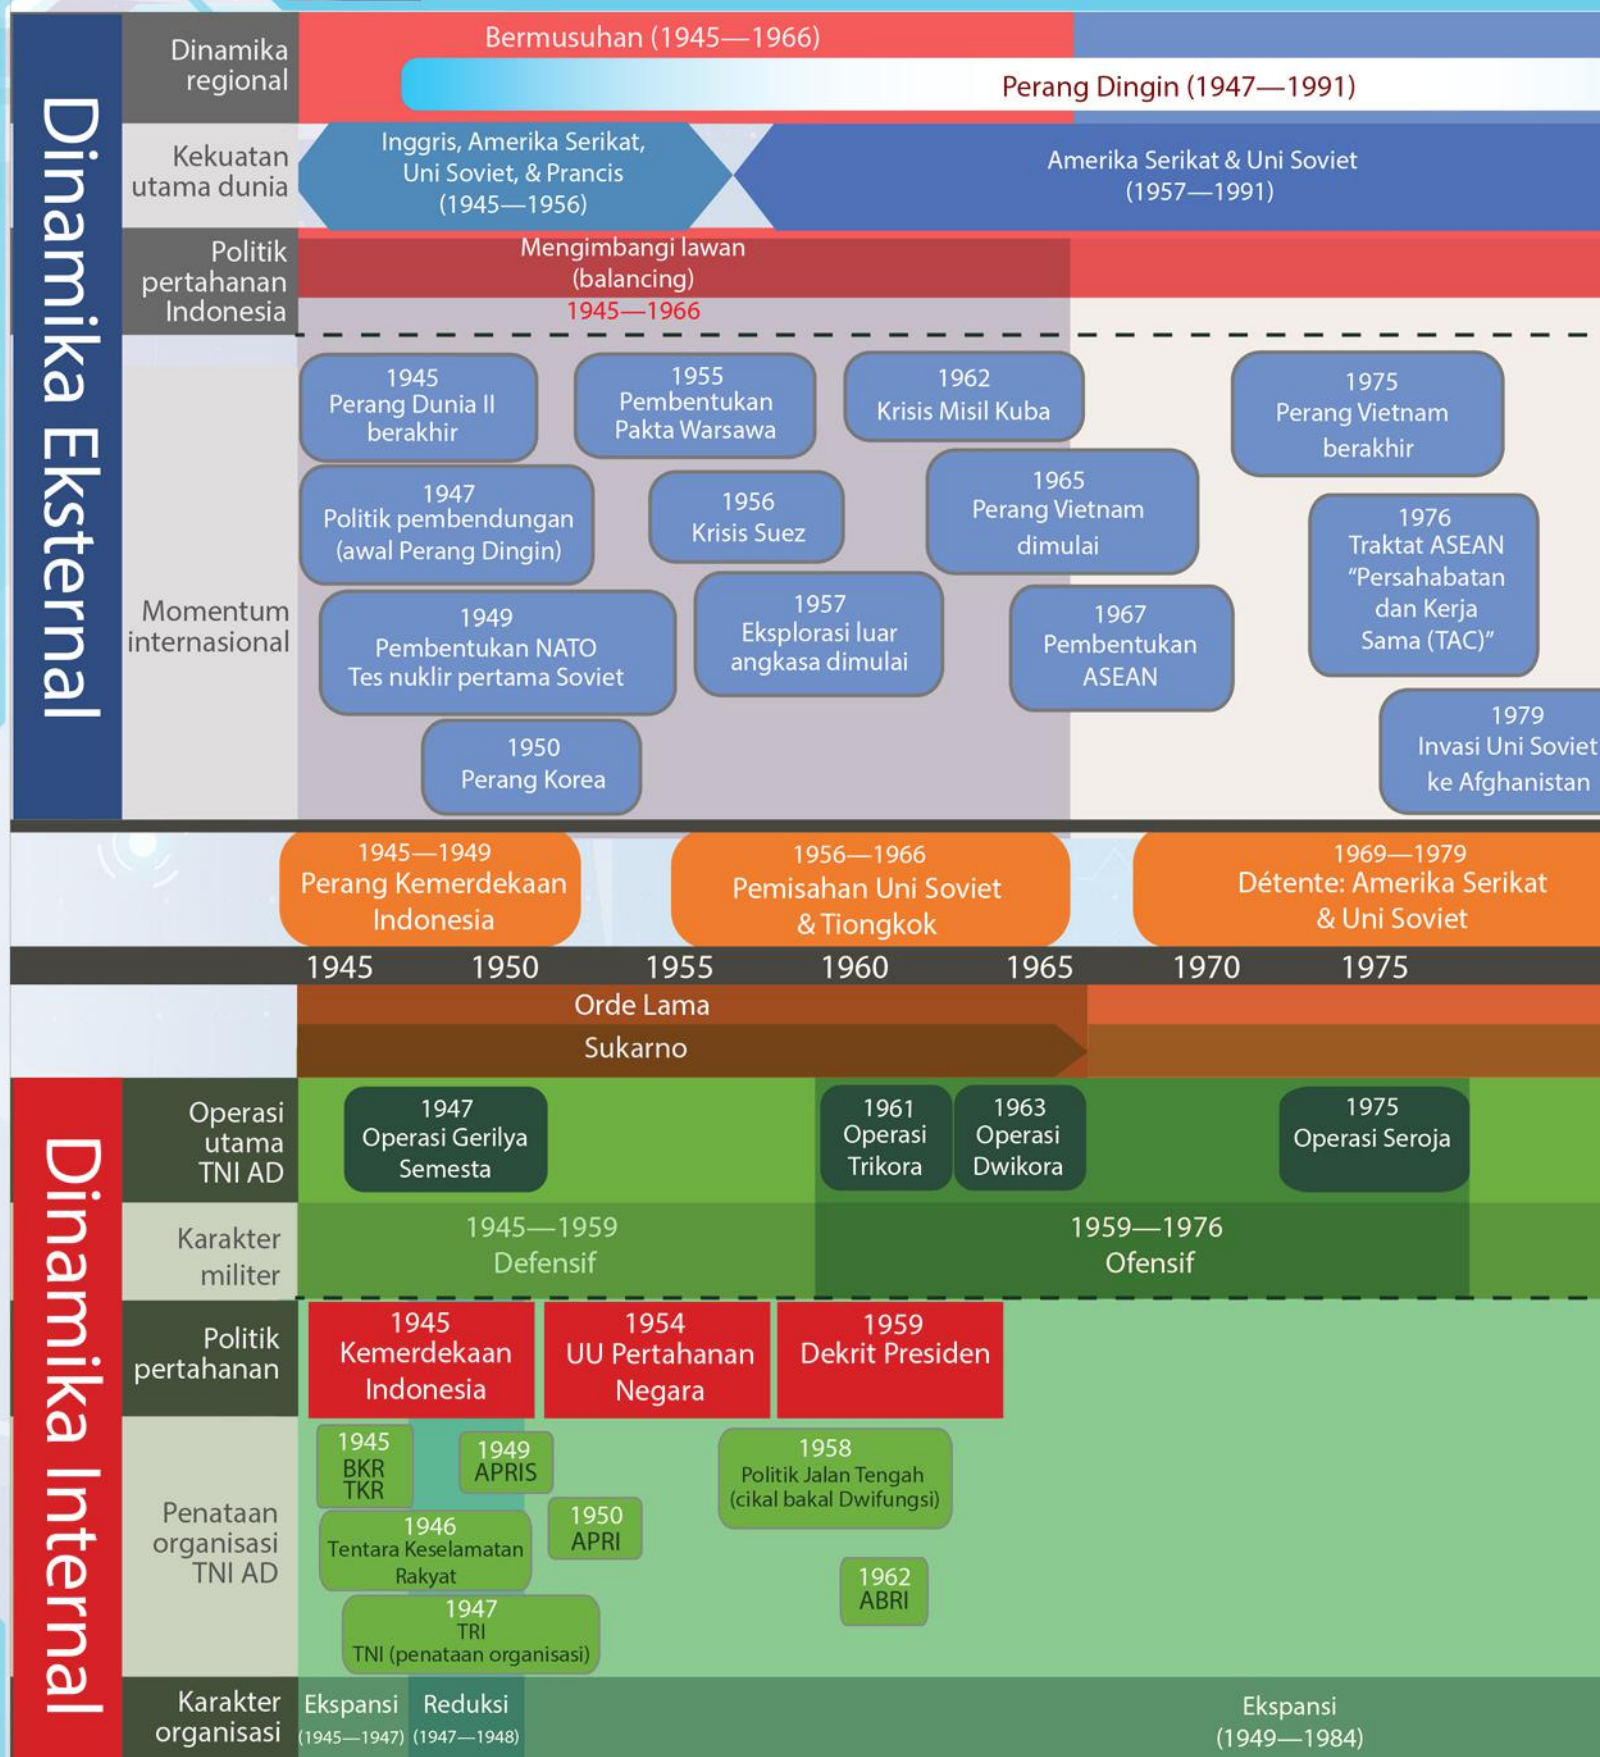 Dinamika Eksternal
Dinamika
regional
Bermusuhan (1945—1966)
Perang Dingin (1947—1991)
Kekuatan
utama dunia
Inggris, Amerika Serikat,
Uni Soviet, & Prancis
(1945—1956)
Amerika Serikat & Uni Soviet
(1957—1991)
Politik
pertahanan
Indonesia
Mengimbangi lawan
(balancing)
1945—1966
Momentum
internasional
1945
Perang Dunia II
berakhir
1955
Pembentukan
Pakta Warsawa
1962
Krisis Misil Kuba
1975
Perang Vietnam
berakhir
1947
Politik pembendungan
(awal Perang Dingin)
1956
Krisis Suez
1965
Perang Vietnam
dimulai
1976
Traktat ASEAN
“Persahabatan
dan Kerja
Sama (TAC)”
1949
Pembentukan NATO
Tes nuklir pertama Soviet
1957
Eksplorasi luar
angkasa dimulai
1967
Pembentukan
ASEAN
1950
Perang Korea
1979
Invasi Uni Soviet
ke Afghanistan
1945—1949
Perang Kemerdekaan
Indonesia
1956—1966
Pemisahan Uni Soviet
& Tiongkok
1969—1979
Détente: Amerika Serikat
& Uni Soviet
1945 1950 1955 1960 1965 1970 1975
Orde Lama
Sukarno
Dinamika Internal
Operasi
utama
TNI AD
1947
Operasi Gerilya
Semesta
1961
Operasi
Trikora
1963
Operasi
Dwikora
1975
Operasi Seroja
Karakter
militer
1945—1959
Defensif
1959—1976
Ofensif
Politik
pertahanan
1945
Kemerdekaan
Indonesia
1954
UU Pertahanan
Negara
1959
Dekrit Presiden
Penataan
organisasi
TNI AD
1945
BKR
TKR
1949
APRIS
1958
Politik Jalan Tengah
(cikal bakal Dwifungsi)
1946
Tentara Keselamatan
Rakyat
1950
APRI
1962
ABRI
1947
TRI
TNI (penataan organisasi)
Karakter
organisasi
Ekspansi
(1945—1947)
Reduksi
(1947—1948)
Ekspansi
(1949—1984)